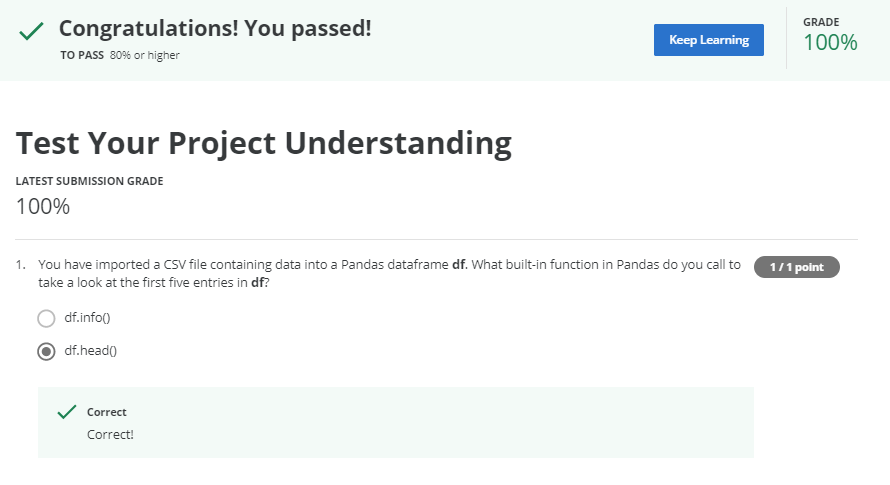 Congratulations! You passed!
TO PASS 80% or higher
Keep Learning
GRADE
100%
Test Your Project Understanding
LATEST SUBMISSION GRADE
100%
1. You have imported a CSV file containing data into a Pandas dataframe df. What built-in function in Pandas do you call to
take a look at the first five entries in df?
1 / 1 point
df.info()
df.head()
Correct
Correct!